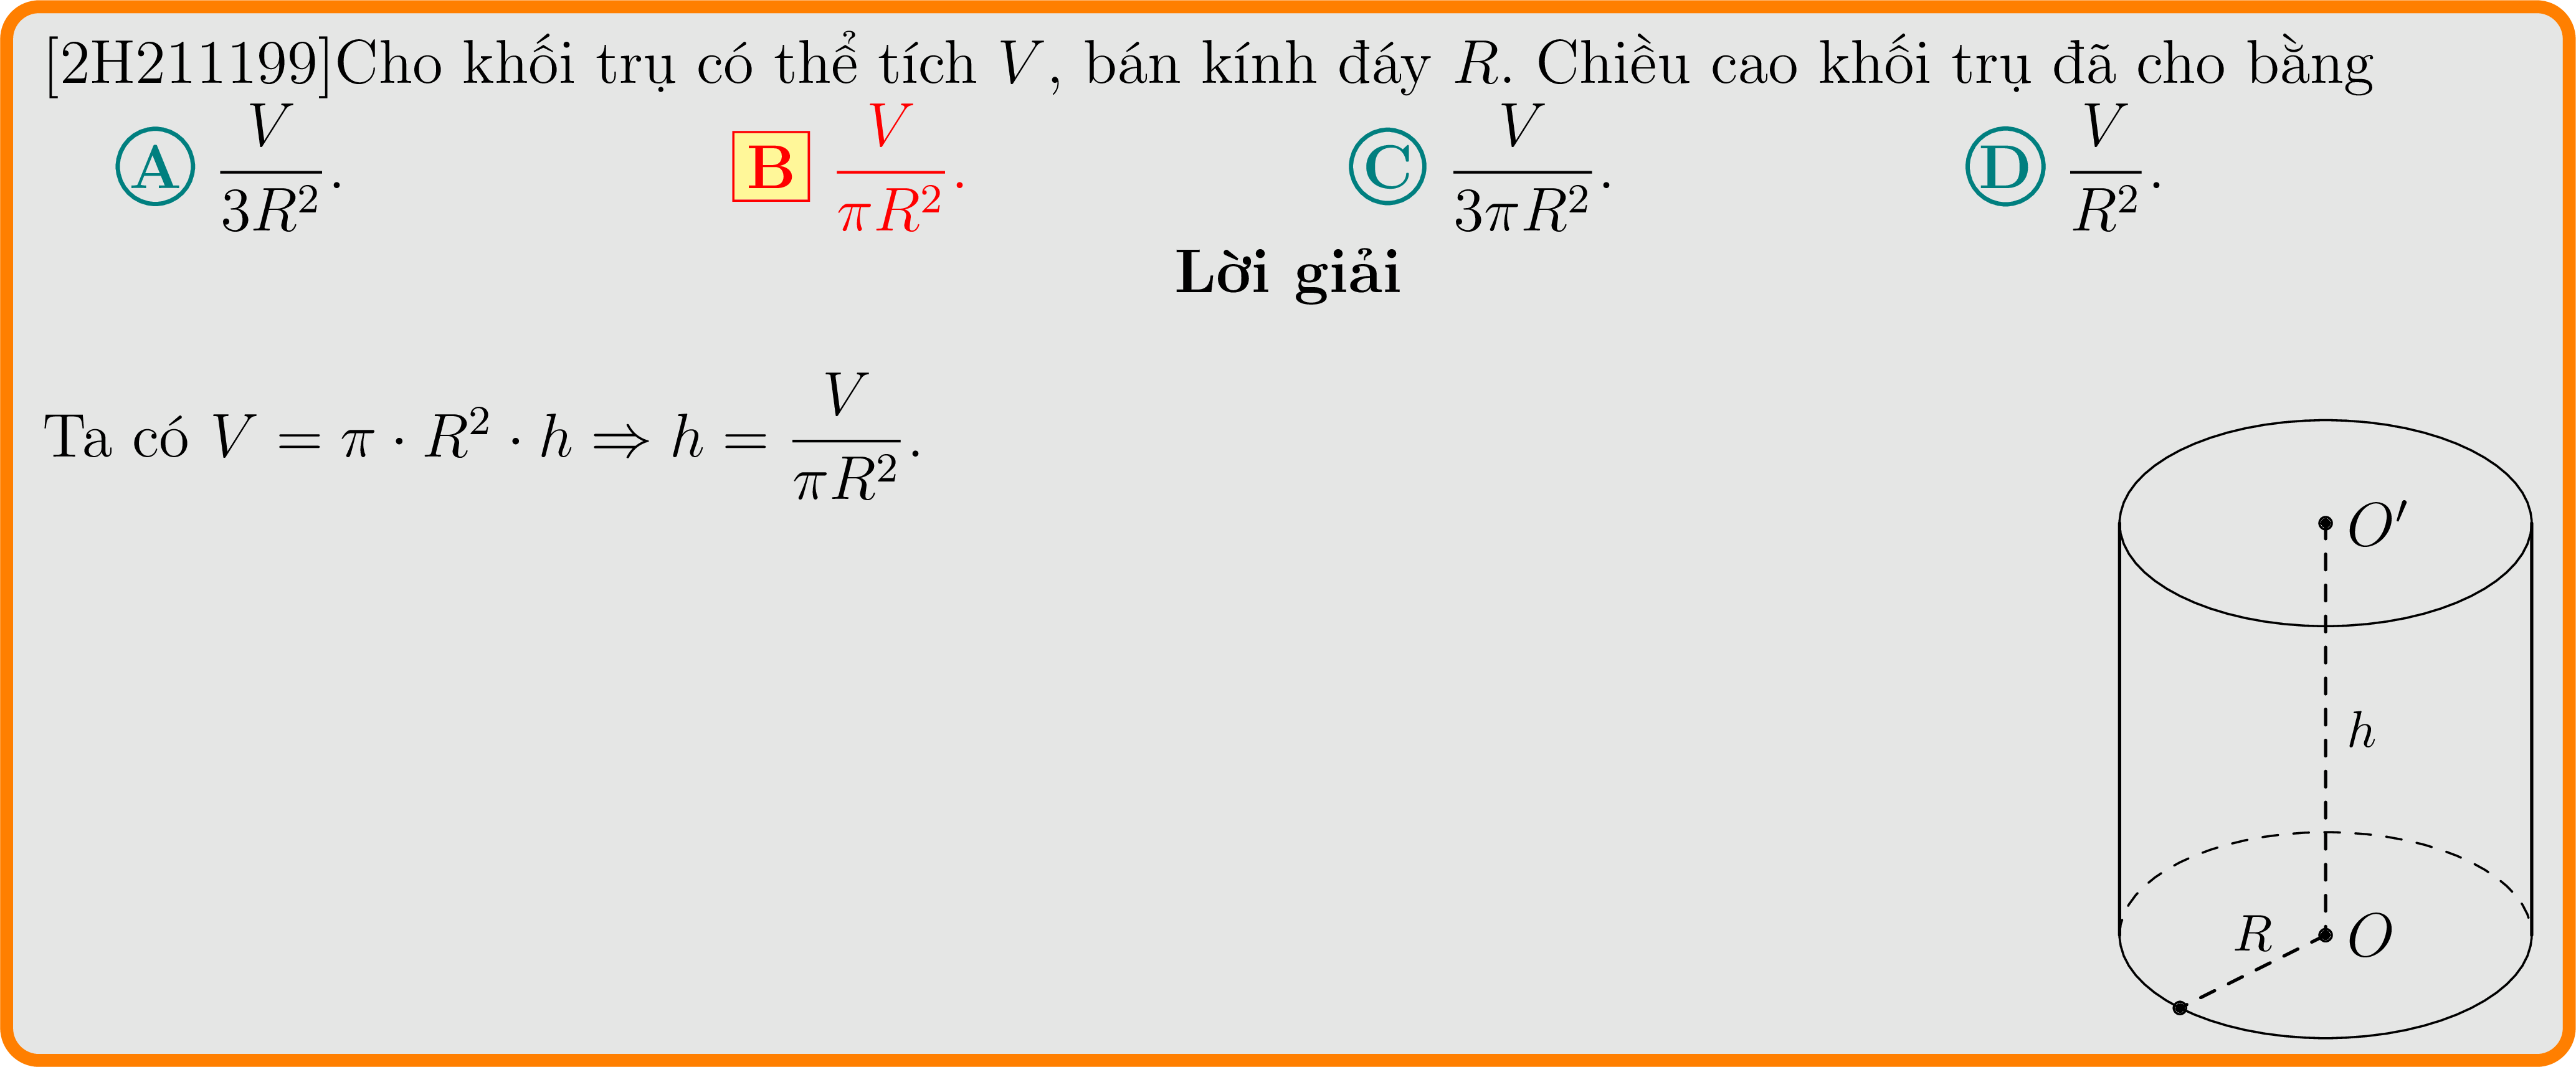 [2H211199]Cho khối trụ có thể tích V, bán kính đáy R. Chiều cao khối trụ đã cho bằng
A $\frac{V}{3R^2}$. B $\frac{V}{\pi R^2}$. C $\frac{V}{3\pi R^2}$. D $\frac{V}{R^2}$.
Lời giải
Ta có $V = \pi \cdot R^2 \cdot h \Rightarrow h = \frac{V}{\pi R^2}$.
O′
h
R O